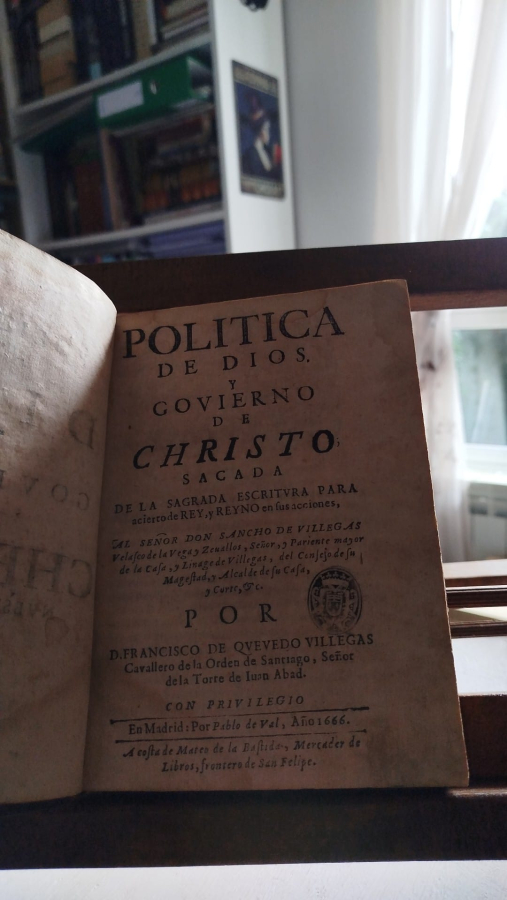 POLITICA
DE DIOS,
Y
GOVIERNO
DE
CHRISTO;
SACADA
DE LA SAGRADA ESCRITVRA PARA
acierto de REY, y REYNO en sus acciones,
AL SEÑOR DON SANCHO DE VILLEGAS
Velasco de la Vega y Zevallos, Señor, y Pariente mayor
de la Casa, y Linage de Villegas, del Consejo de su
Magestad, y Alcalde de su Casa,
y Corte, &c.
POR
D. FRANCISCO DE QVEVEDO VILLEGAS
Cavallero de la Orden de Santiago, Señor
de la Torre de Iuan Abad.
CON PRIVILEGIO
En Madrid: Por Pablo de Val, Año 1666.
A costa de Mateo de la Bastida, Mercader de
Libros, frontero de San Felipe.